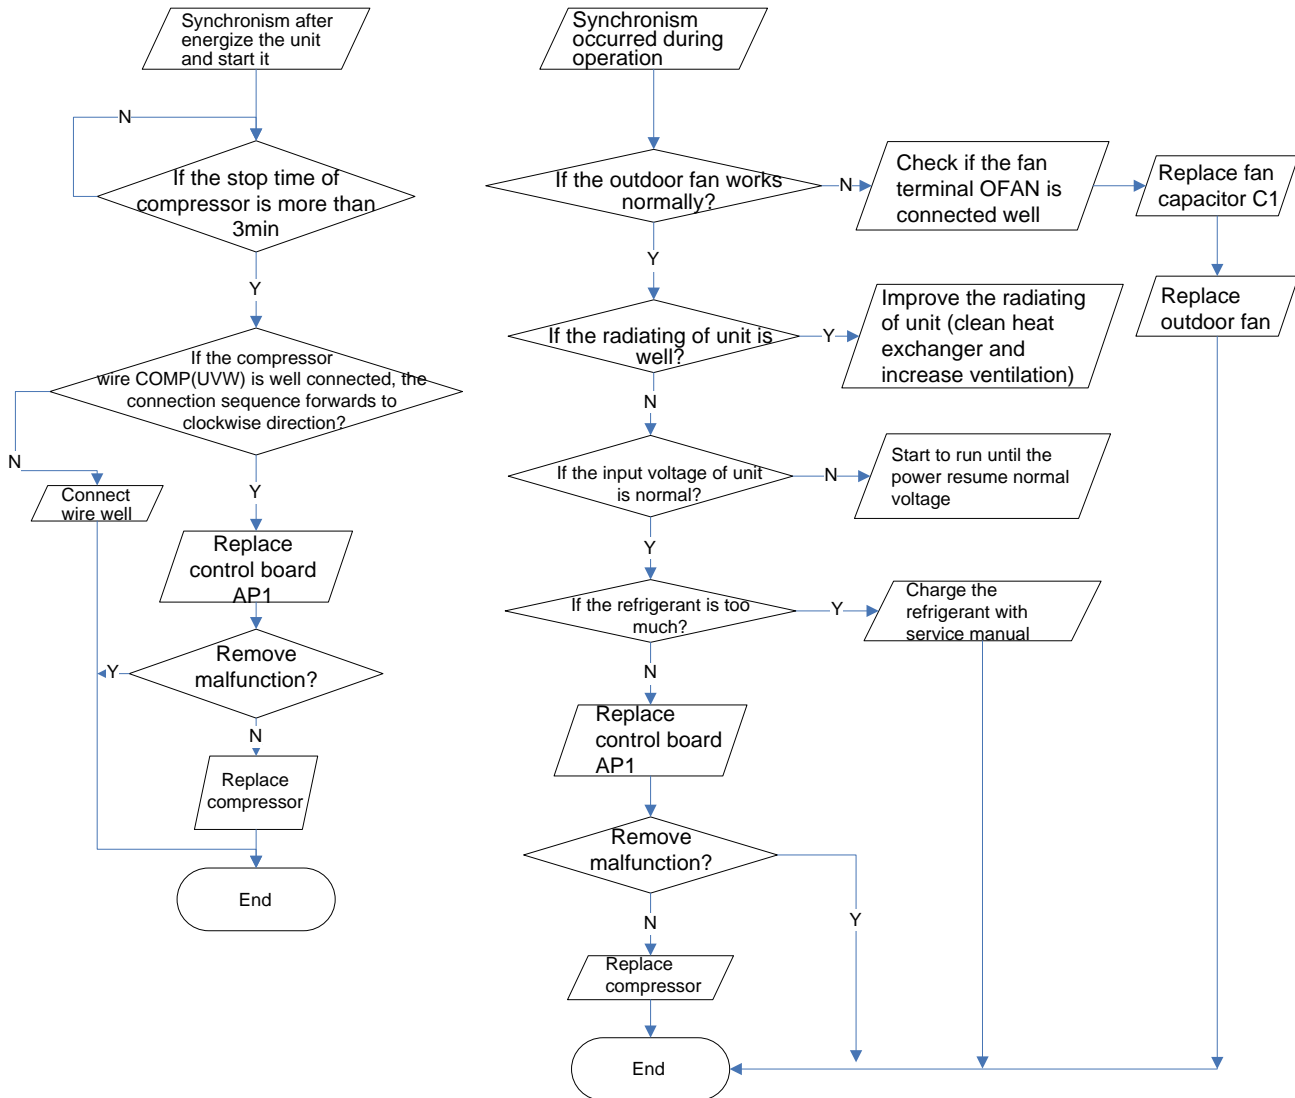 Synchronism after
energize the unit
and start it
N
If the stop time of
compressor is more than
3min
Y
If the compressor
wire COMP(UVW) is well connected, the
connection sequence forwards to
clockwise direction?
N
Connect
wire well
Y
Replace
control board
AP1
Remove
malfunction?
Y
N
Replace
compressor
End
Synchronism
occurred during
operation
If the outdoor fan works
normally?
N
Check if the fan
terminal OFAN is
connected well
Replace fan
capacitor C1
Replace
outdoor fan
Y
If the radiating of unit is
well?
Y
Improve the radiating
of unit (clean heat
exchanger and
increase ventilation)
N
If the input voltage of unit
is normal?
N
Start to run until the
power resume normal
voltage
Y
If the refrigerant is too
much?
Y
Charge the
refrigerant with
service manual
N
Replace
control board
AP1
Remove
malfunction?
Y
N
Replace
compressor
End